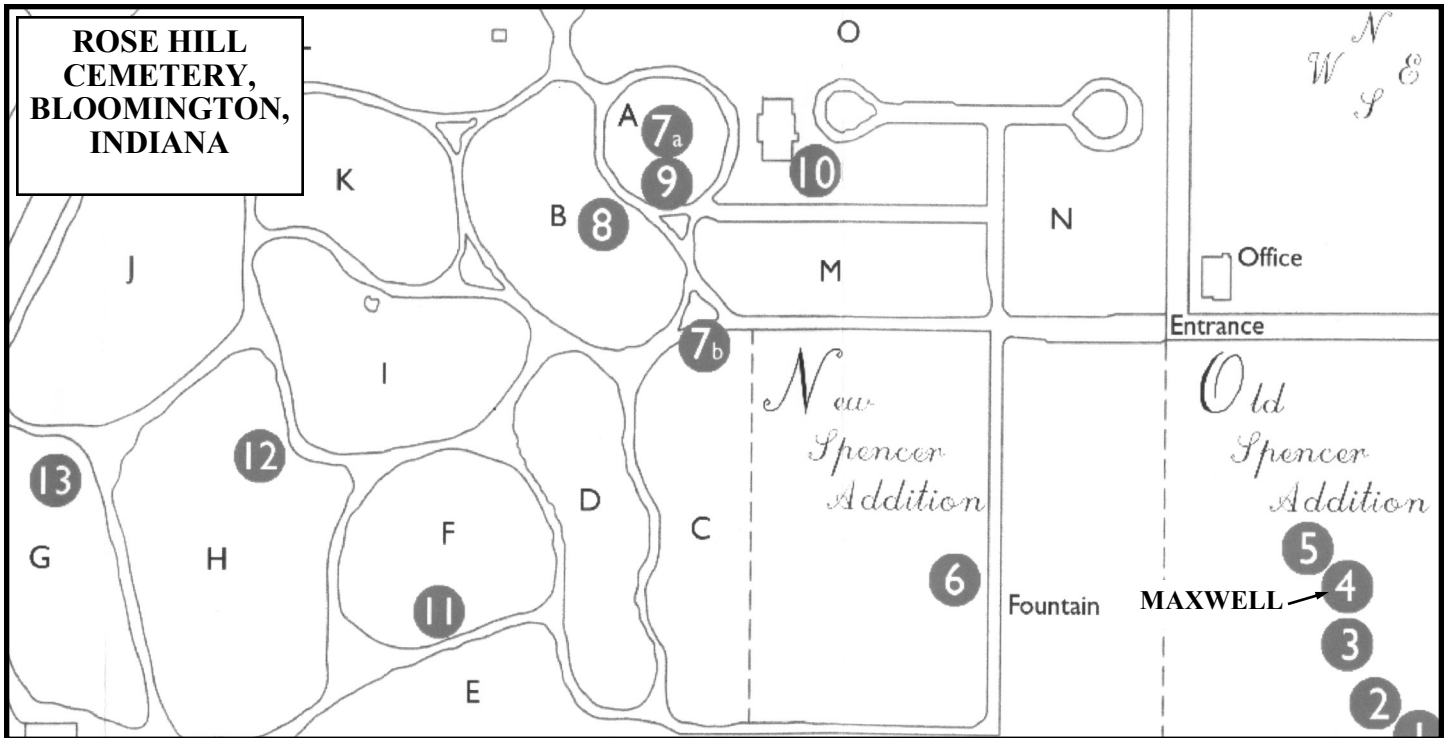 ROSE HILL
CEMETERY,
BLOOMINGTON,
INDIANA
O
N
W E
S
A
7a
9
10
K
B
8
N
J
M
Office
Entrance
7b
I
New
Spencer
Addition
Old
Spencer
Addition
12
13
D
C
F
G
H
5
6
4
MAXWELL
Fountain
11
3
E
2
1